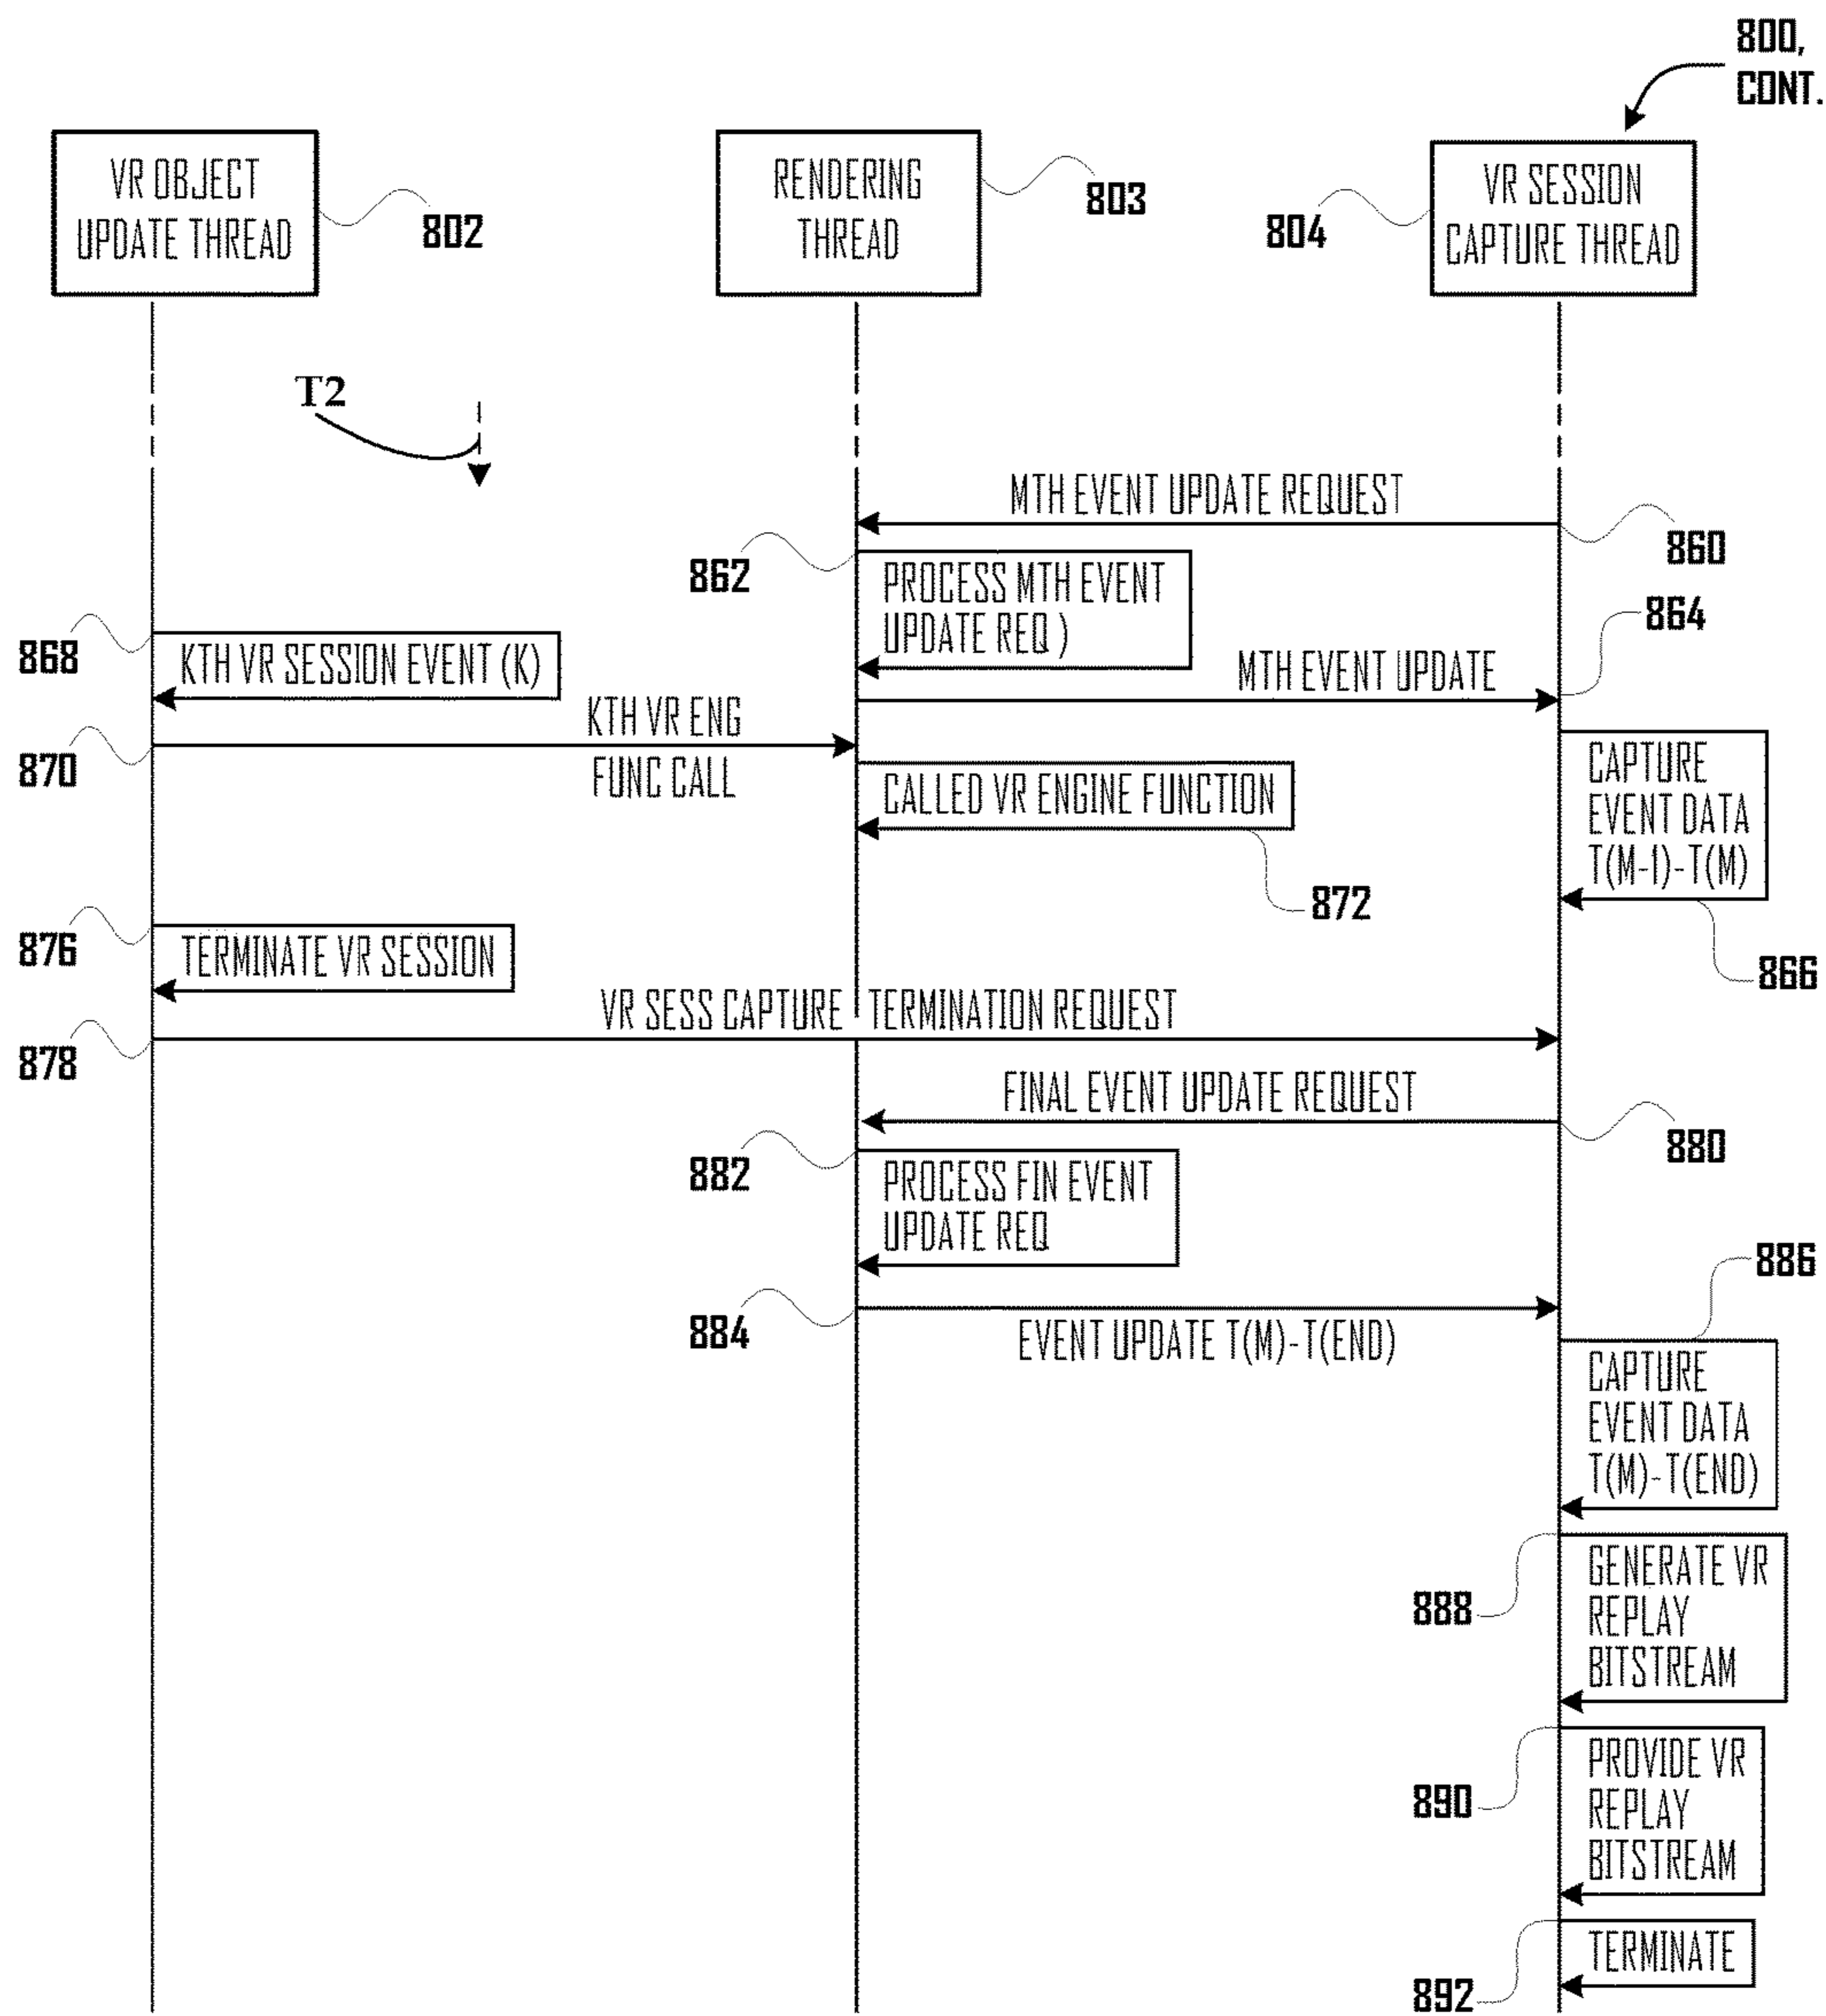 800,
CONT.
VR OBJECT
UPDATE THREAD
802
RENDERING
THREAD
803
804
VR SESSION
CAPTURE THREAD
T2
MTH EVENT UPDATE REQUEST
860
862
PROCESS MTH EVENT
UPDATE REQ )
864
868
KTH VR SESSION EVENT (K)
MTH EVENT UPDATE
870
KTH VR ENG
FUNC CALL
CALLED VR ENGINE FUNCTION
872
CAPTURE
EVENT DATA
T(M-1)-T(M)
866
876
TERMINATE VR SESSION
VR SESS CAPTURE TERMINATION REQUEST
878
FINAL EVENT UPDATE REQUEST
880
882
PROCESS FIN EVENT
UPDATE REQ
884
EVENT UPDATE T(M)-T(END)
886
CAPTURE
EVENT DATA
T(M)-T(END)
888
GENERATE VR
REPLAY
BITSTREAM
890
PROVIDE VR
REPLAY
BITSTREAM
892
TERMINATE